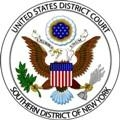 UNITED STATES DISTRICT COURT
SOUTHERN DISTRICT OF NEW YORK